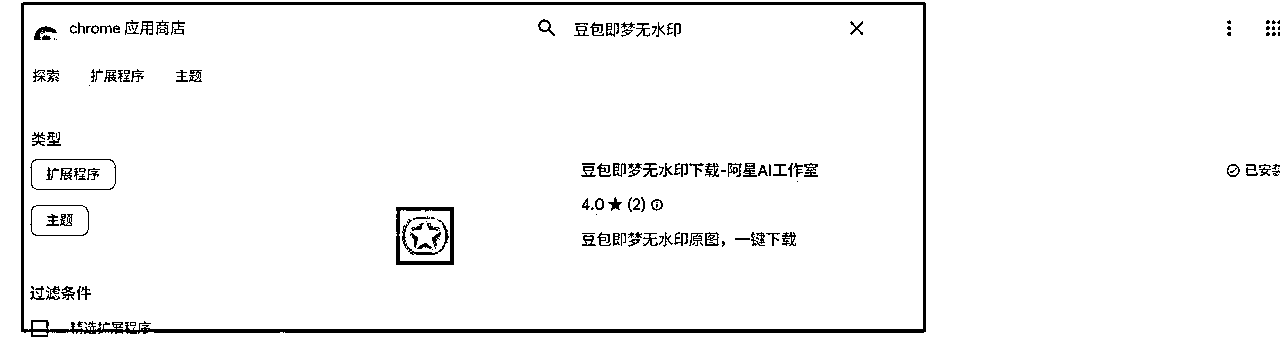 chrome 应用商店
豆包即梦无水印
探索 扩展程序 主题
类型
扩展程序
主题
豆包即梦无水印下载-阿星AI工作室
已安装
4.0 ★ (2)
豆包即梦无水印原图，一键下载
过滤条件
精选扩展程序